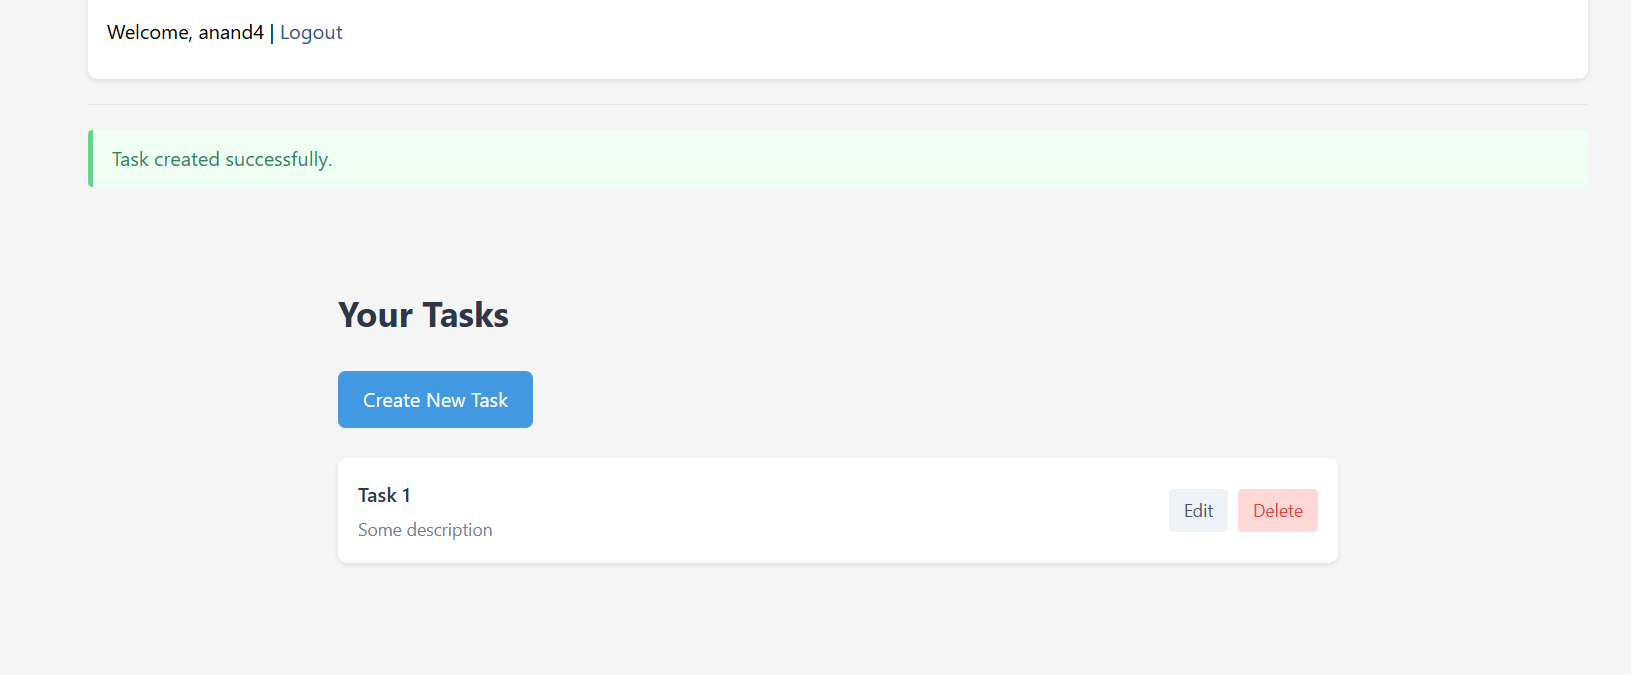 Welcome, anand4 | Logout
Task created successfully.
Your Tasks
Create New Task
Task 1
Some description
Edit
Delete